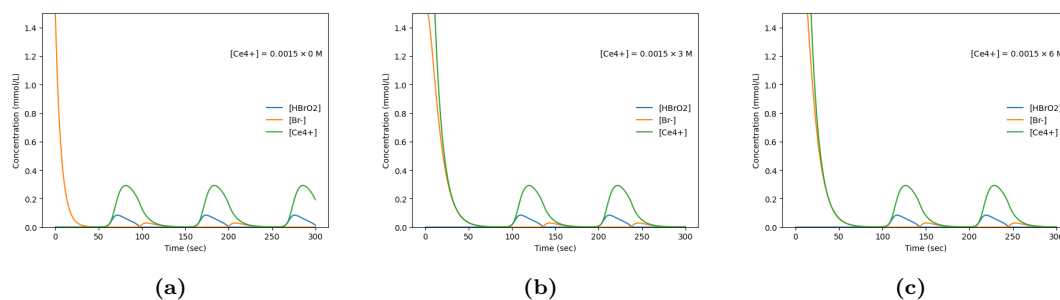 1.4
1.2
1.0
0.8
0.6
0.4
0.2
0.0
Concentration (mmol/L)
[Ce4+] = 0.0015 × 0 M
[HBrO2]
[Br-]
[Ce4+]
0 50 100 150 200 250 300
Time (sec)
(a)
1.4
1.2
1.0
0.8
0.6
0.4
0.2
0.0
Concentration (mmol/L)
[Ce4+] = 0.0015 × 3 M
[HBrO2]
[Br-]
[Ce4+]
0 50 100 150 200 250 300
Time (sec)
(b)
1.4
1.2
1.0
0.8
0.6
0.4
0.2
0.0
Concentration (mmol/L)
[Ce4+] = 0.0015 × 6 M
[HBrO2]
[Br-]
[Ce4+]
0 50 100 150 200 250 300
Time (sec)
(c)